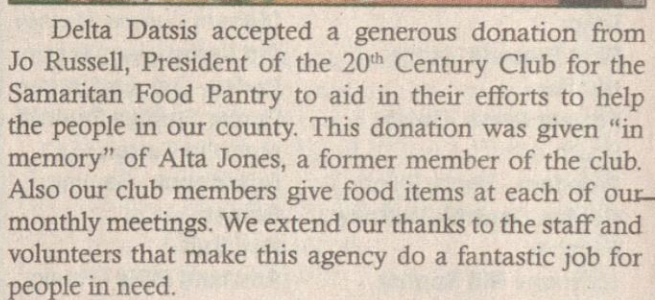 Delta Datsis accepted a generous donation from
Jo Russell, President of the 20th Century Club for the
Samaritan Food Pantry to aid in their efforts to help
the people in our county. This donation was given “in
memory” of Alta Jones, a former member of the club.
Also our club members give food items at each of our
monthly meetings. We extend our thanks to the staff and
volunteers that make this agency do a fantastic job for
people in need.